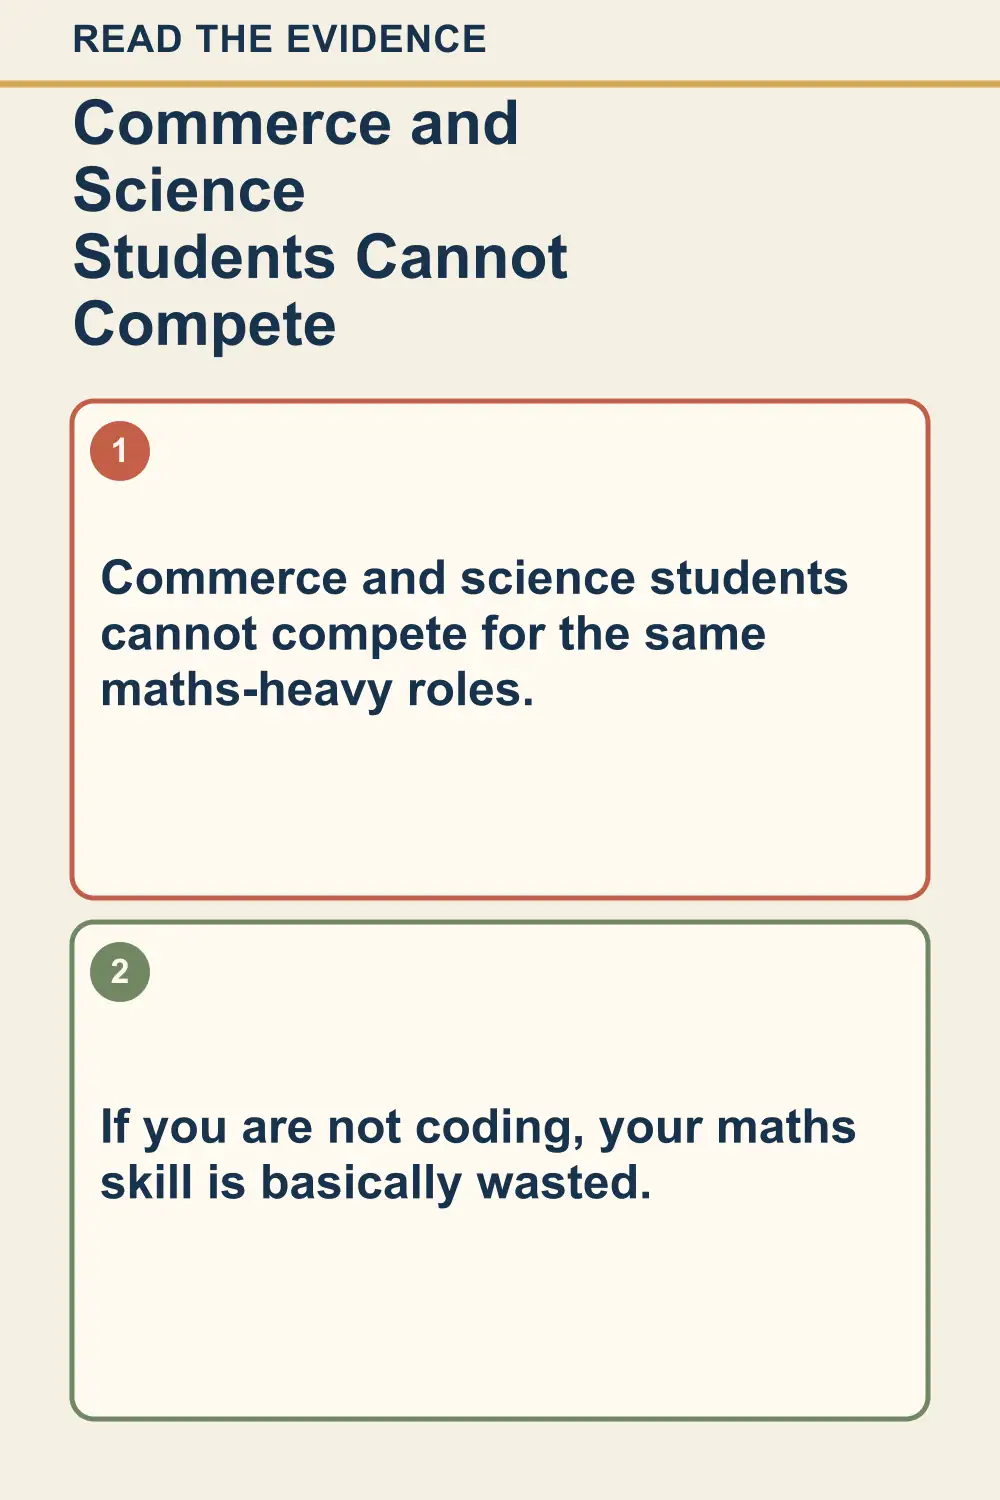 READ THE EVIDENCE
Commerce and
Science
Students Cannot
Compete
1
Commerce and science students
cannot compete for the same
maths-heavy roles.
2
If you are not coding, your maths
skill is basically wasted.